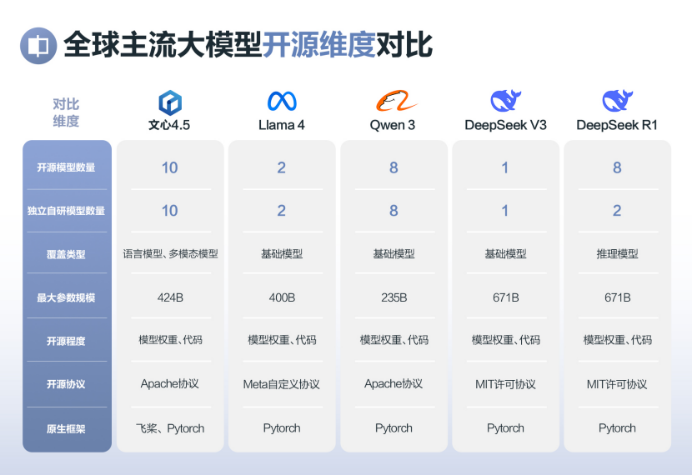 全球主流大模型开源维度对比
对比
维度
文心4.5 Llama 4 Qwen 3 DeepSeek V3 DeepSeek R1
开源模型数量 10 2 8 1 8
独立自研模型数量 10 2 8 1 2
覆盖类型 语言模型、多模态模型 基础模型 基础模型 基础模型 推理模型
最大参数规模 424B 400B 235B 671B 671B
开源程度 模型权重、代码 模型权重、代码 模型权重、代码 模型权重、代码 模型权重、代码
开源协议 Apache协议 Meta自定义协议 Apache协议 MIT许可协议 MIT许可协议
原生框架 飞桨、Pytorch Pytorch Pytorch Pytorch Pytorch